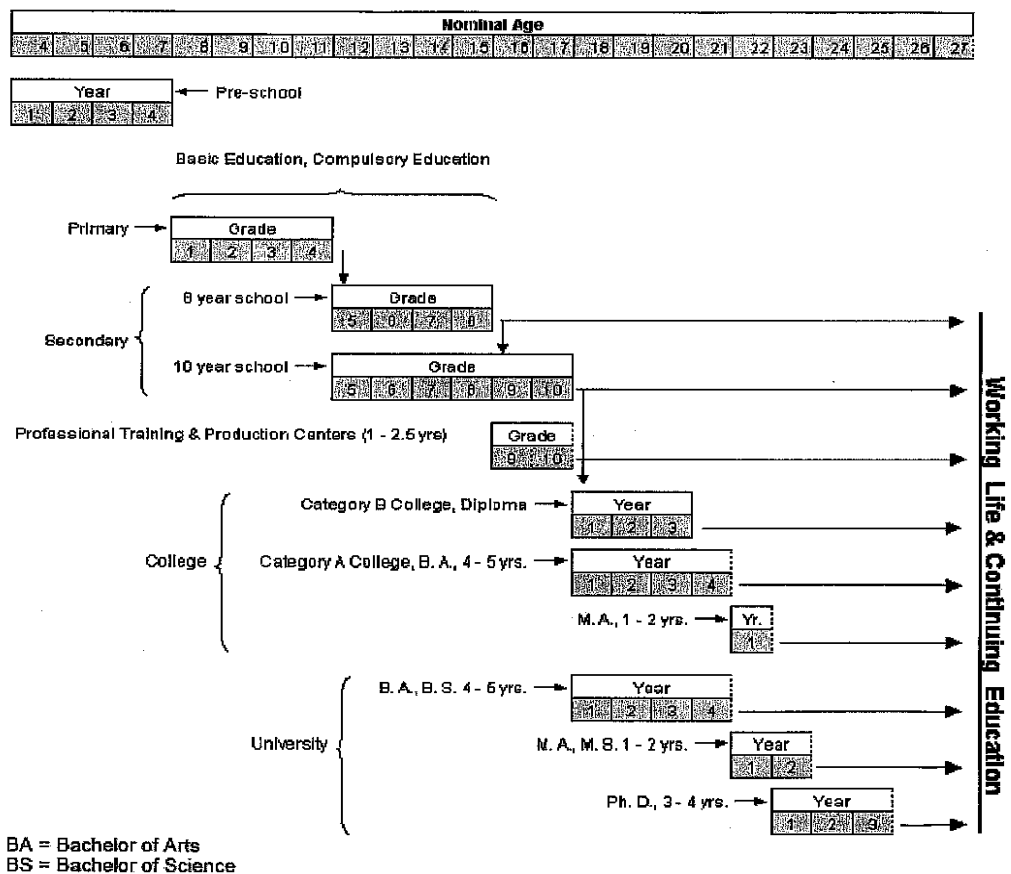 Nominal Age
4 5 6 7 8 9 10 11 12 13 14 15 16 17 18 19 20 21 22 23 24 25 26 27
Year
1 2 3 4
Pre-school
Basic Education, Compulsory Education
Primary
Grade
1 2 3 4
Secondary
8 year school
Grade
5 6 7 8
10 year school
Grade
5 6 7 8 9 10
Professional Training & Production Centers (1 - 2.5 yrs)
Grade
9 10
College
Category B College, Diploma
Year
1 2 3
Category A College, B. A., 4 - 5 yrs.
Year
1 2 3 4
M. A., 1 - 2 yrs.
Yr.
1
University
B. A., B. S. 4 - 5 yrs.
Year
1 2 3 4
M. A., M. S. 1 - 2 yrs.
Year
1 2
Ph. D., 3 - 4 yrs.
Year
1 2 3
Working Life & Continuing Education
BA = Bachelor of Arts
BS = Bachelor of Science